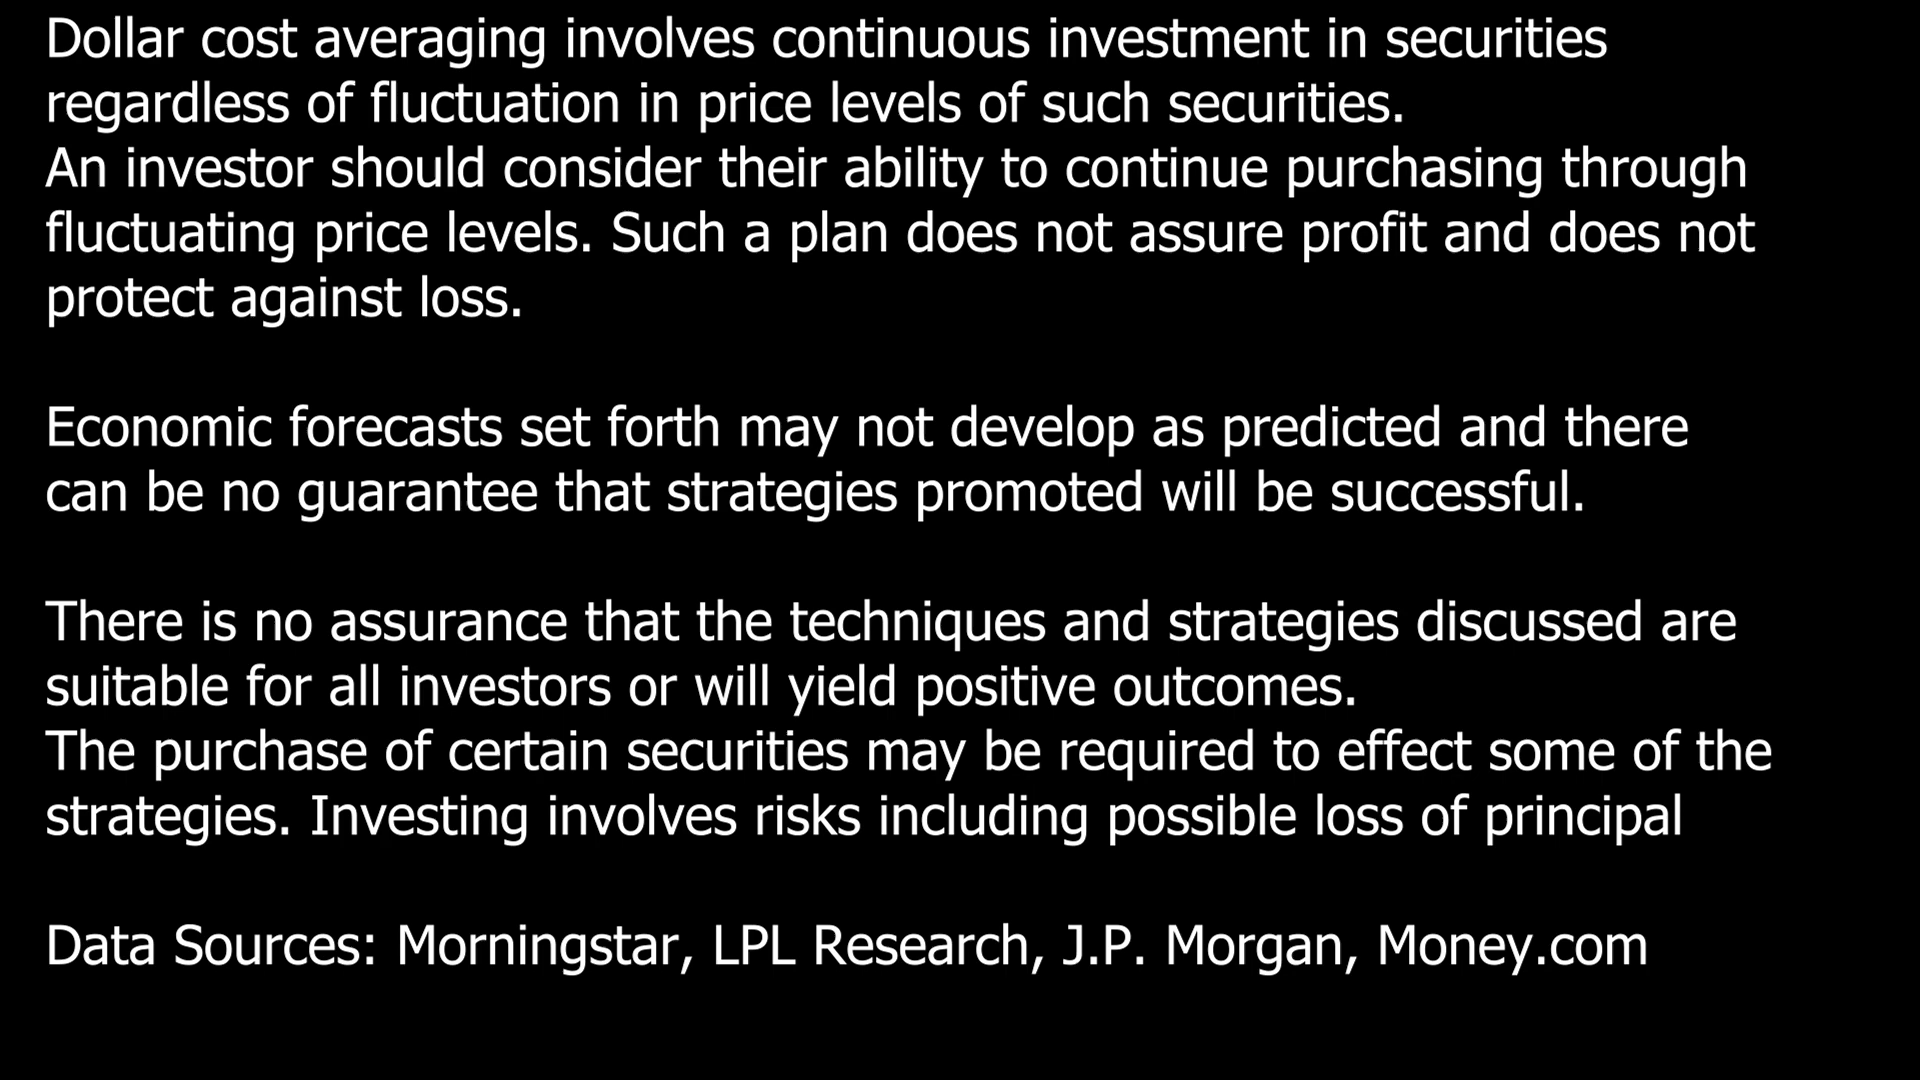 Dollar cost averaging involves continuous investment in securities
regardless of fluctuation in price levels of such securities.
An investor should consider their ability to continue purchasing through
fluctuating price levels. Such a plan does not assure profit and does not
protect against loss.
Economic forecasts set forth may not develop as predicted and there
can be no guarantee that strategies promoted will be successful.
There is no assurance that the techniques and strategies discussed are
suitable for all investors or will yield positive outcomes.
The purchase of certain securities may be required to effect some of the
strategies. Investing involves risks including possible loss of principal
Data Sources: Morningstar, LPL Research, J.P. Morgan, Money.com